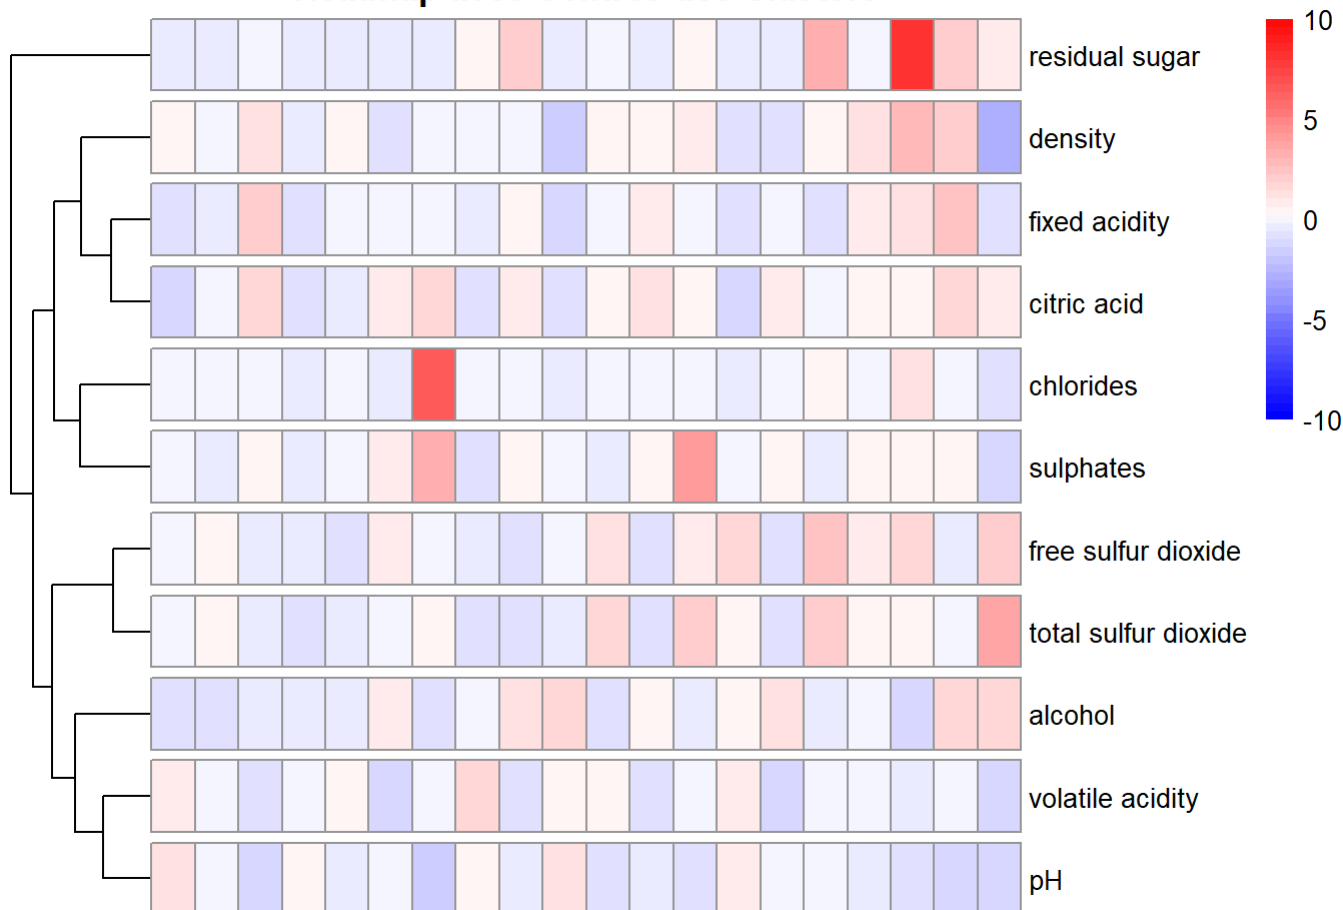 residual sugar
density
fixed acidity
citric acid
chlorides
sulphates
free sulfur dioxide
total sulfur dioxide
alcohol
volatile acidity
pH
10
5
0
-5
-10